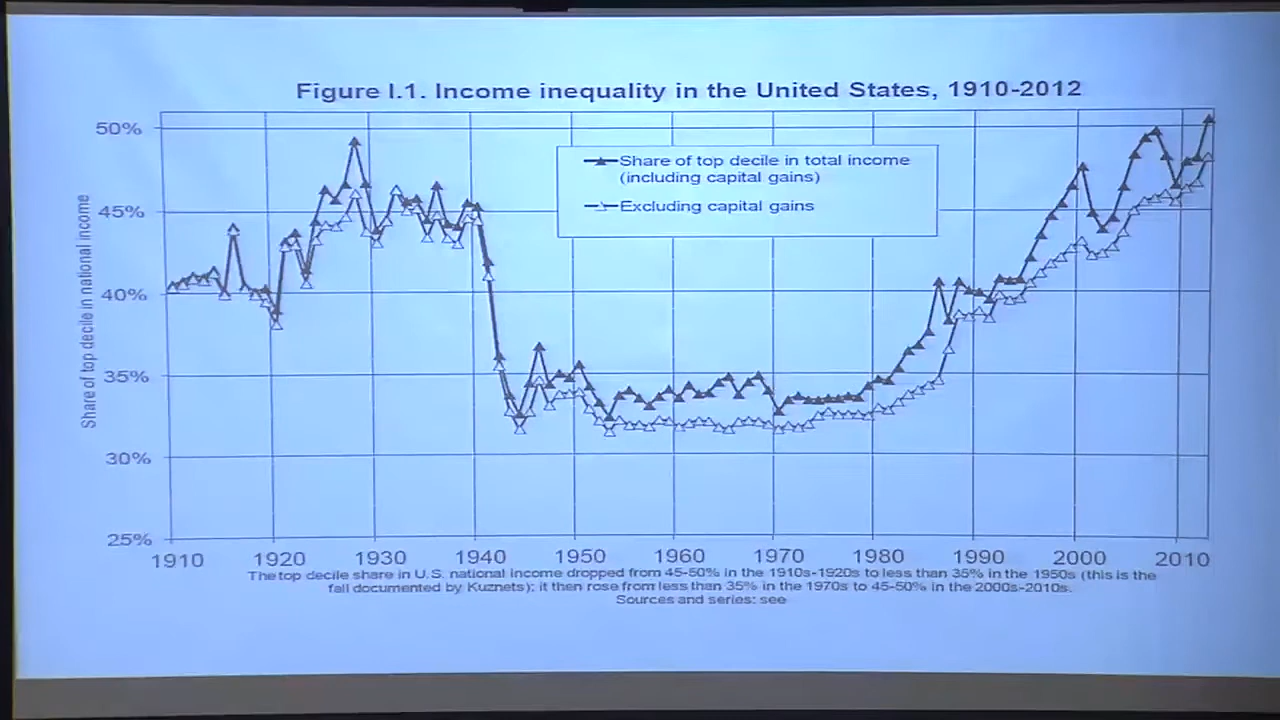 Figure I.1. Income inequality in the United States, 1910-2012
50%
45%
40%
35%
30%
25%
Share of top decile in national income
Share of top decile in total income
(including capital gains)
Excluding capital gains
1910 1920 1930 1940 1950 1960 1970 1980 1990 2000 2010
The top decile share in U.S. national income dropped from 45-50% in the 1910s-1920s to less than 35% in the 1950s (this is the
fall documented by Kuznets); it then rose from less than 35% in the 1970s to 45-50% in the 2000s-2010s.
Sources and series: see